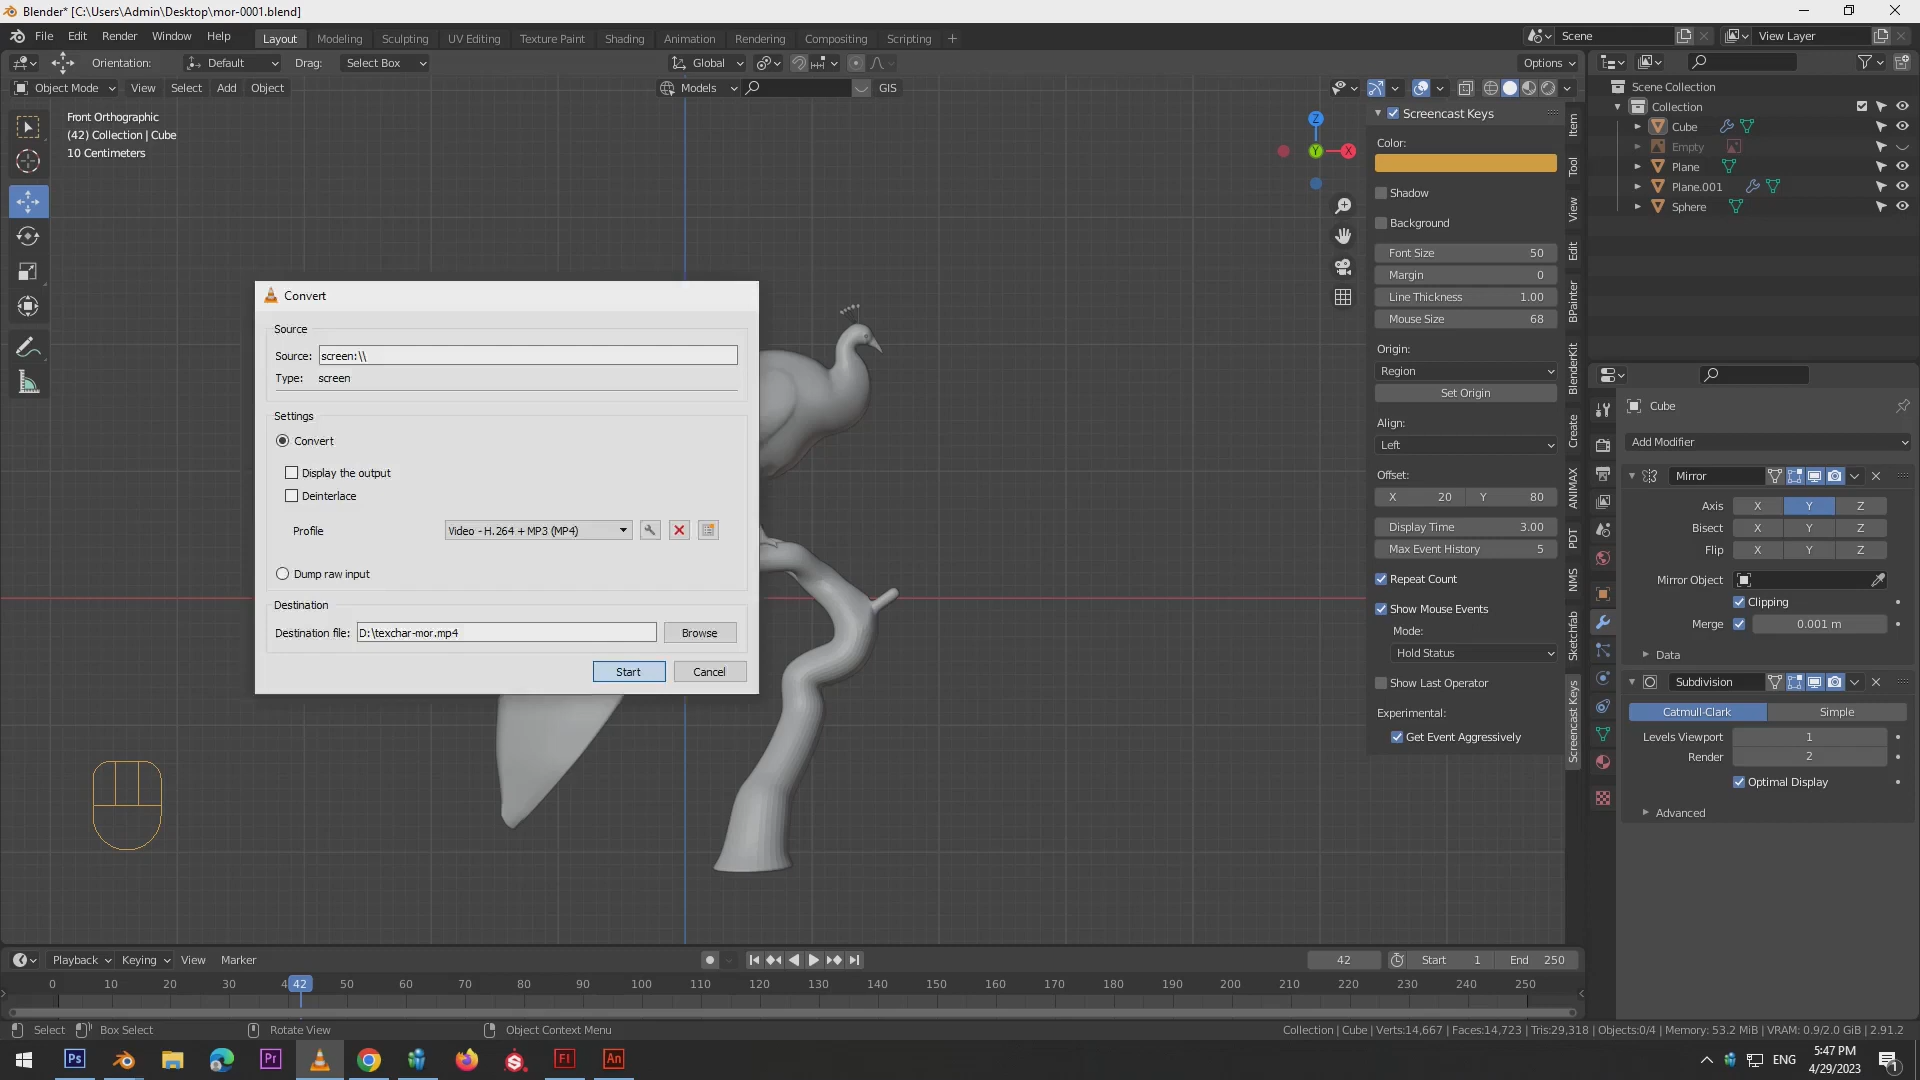 Blender* [C:\Users\Admin\Desktop\mor-0001.blend]
File Edit Render Window Help
Layout Modeling Sculpting UV Editing Texture Paint Shading Animation Rendering Compositing Scripting +
Scene View Layer
Orientation: Default Drag: Select Box Global Options
Object Mode View Select Add Object Models GIS
Front Orthographic
(42) Collection | Cube
10 Centimeters
Z
Y
X
Convert
Source
Source: screen:\\
Type: screen
Settings
Convert
Display the output
Deinterlace
Profile Video - H.264 + MP3 (MP4)
Dump raw input
Destination
Destination file: D:\texchar-mor.mp4 Browse
Start Cancel
Screencast Keys
Color:
Shadow
Background
Font Size 50
Margin 0
Line Thickness 1.00
Mouse Size 68
Origin:
Region
Set Origin
Align:
Left
Offset:
X 20 Y 80
Display Time 3.00
Max Event History 5
Repeat Count
Show Mouse Events
Mode:
Hold Status
Show Last Operator
Experimental:
Get Event Aggressively
Item
Tool
View
Edit
BPainter
BlenderKit
Create
ANIMAX
PDT
NMS
Sketchfab
Screencast Keys
Scene Collection
Collection
Cube
Empty
Plane
Plane.001
Sphere
Cube
Add Modifier
Mirror
Axis X Y Z
Bisect X Y Z
Flip X Y Z
Mirror Object
Clipping
Merge 0.001 m
Data
Subdivision
Catmull-Clark Simple
Levels Viewport 1
Render 2
Optimal Display
Advanced
Playback Keying View Marker 42 Start 1 End 250
0 10 20 30 4 42 50 60 70 80 90 100 110 120 130 140 150 160 170 180 190 200 210 220 230 240 250
Select Box Select Rotate View Object Context Menu Collection | Cube | Verts:14,667 | Faces:14,723 | Tris:29,318 | Objects:0/4 | Memory: 53.2 MiB | VRAM: 0.9/2.0 GiB | 2.91.2
Ps Pr Fl An ENG
5:47 PM
4/29/2023
1